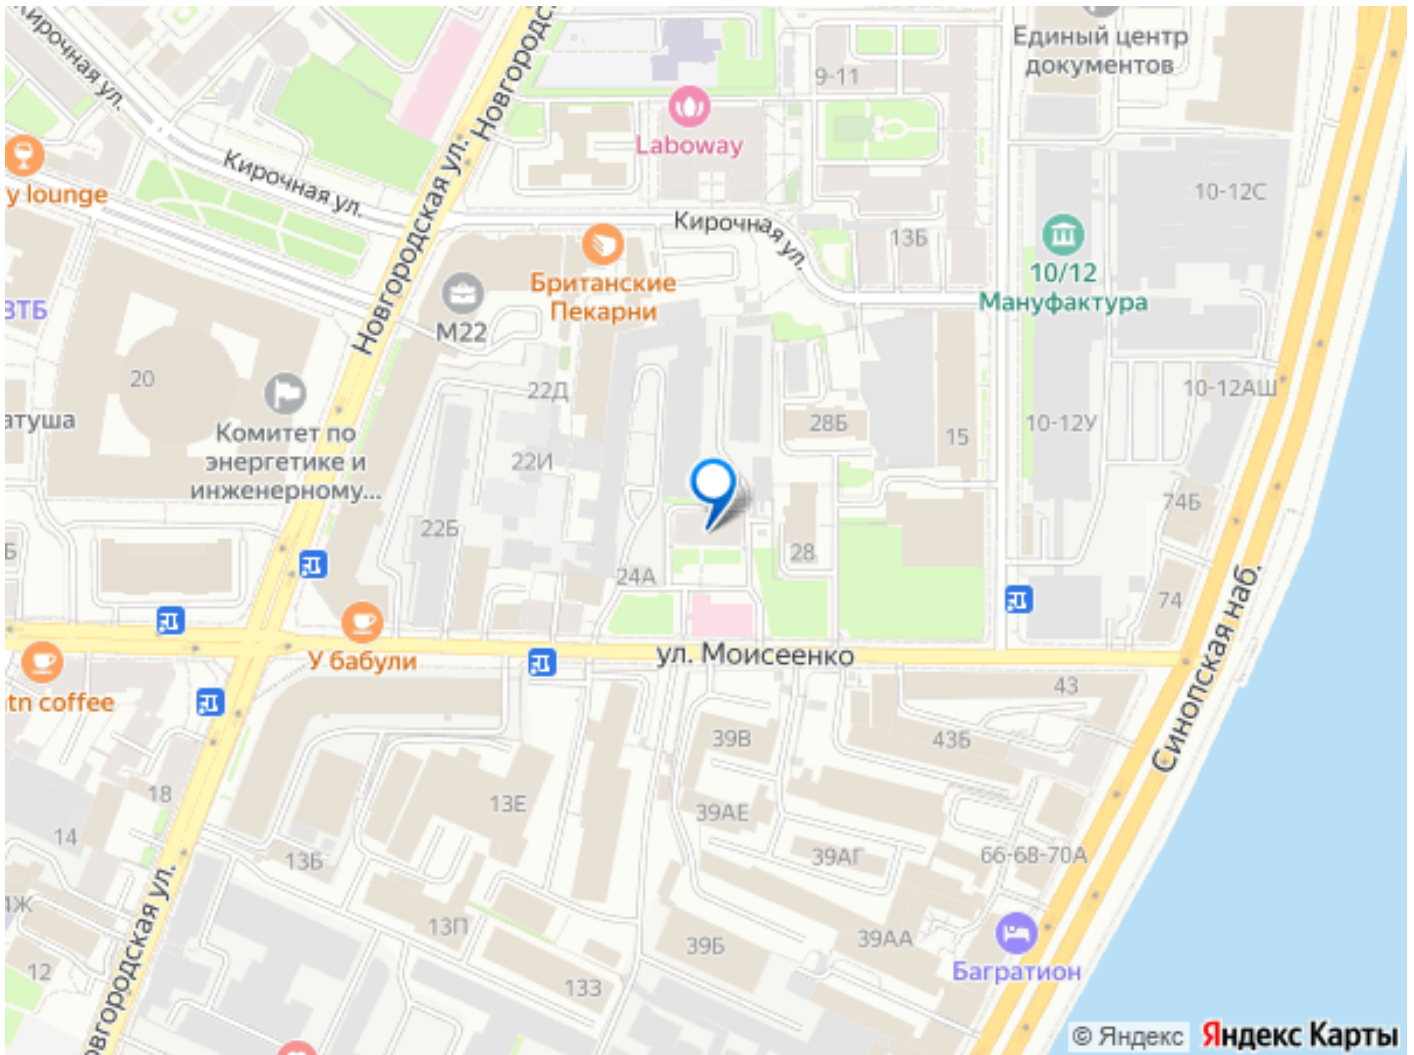 Кирочная ул.
Новгородская ул.
Новгородс
Единый центр
документов
9-11
Laboway
y lounge
Кирочная ул.
10-12С
Кирочная ул.
13Б
10/12
Мануфактура
Британские
Пекарни
ВТБ
М22
Новгородская ул.
20
22Д
10-12АШ
атуша
Комитет по
энергетике и
инженерному...
28Б
15
10-12У
22И
74Б
22Б
Б
28
24А
74
Синопская наб.
У бабули
ул. Моисеенко
tn coffee
43
39В
43Б
18
13Е
39АЕ
14
13Б
39АГ
66-68-70А
4Ж
13П
39Б
39АА
Багратион
12
133
овгородская ул.
© Яндекс
Яндекс Карты